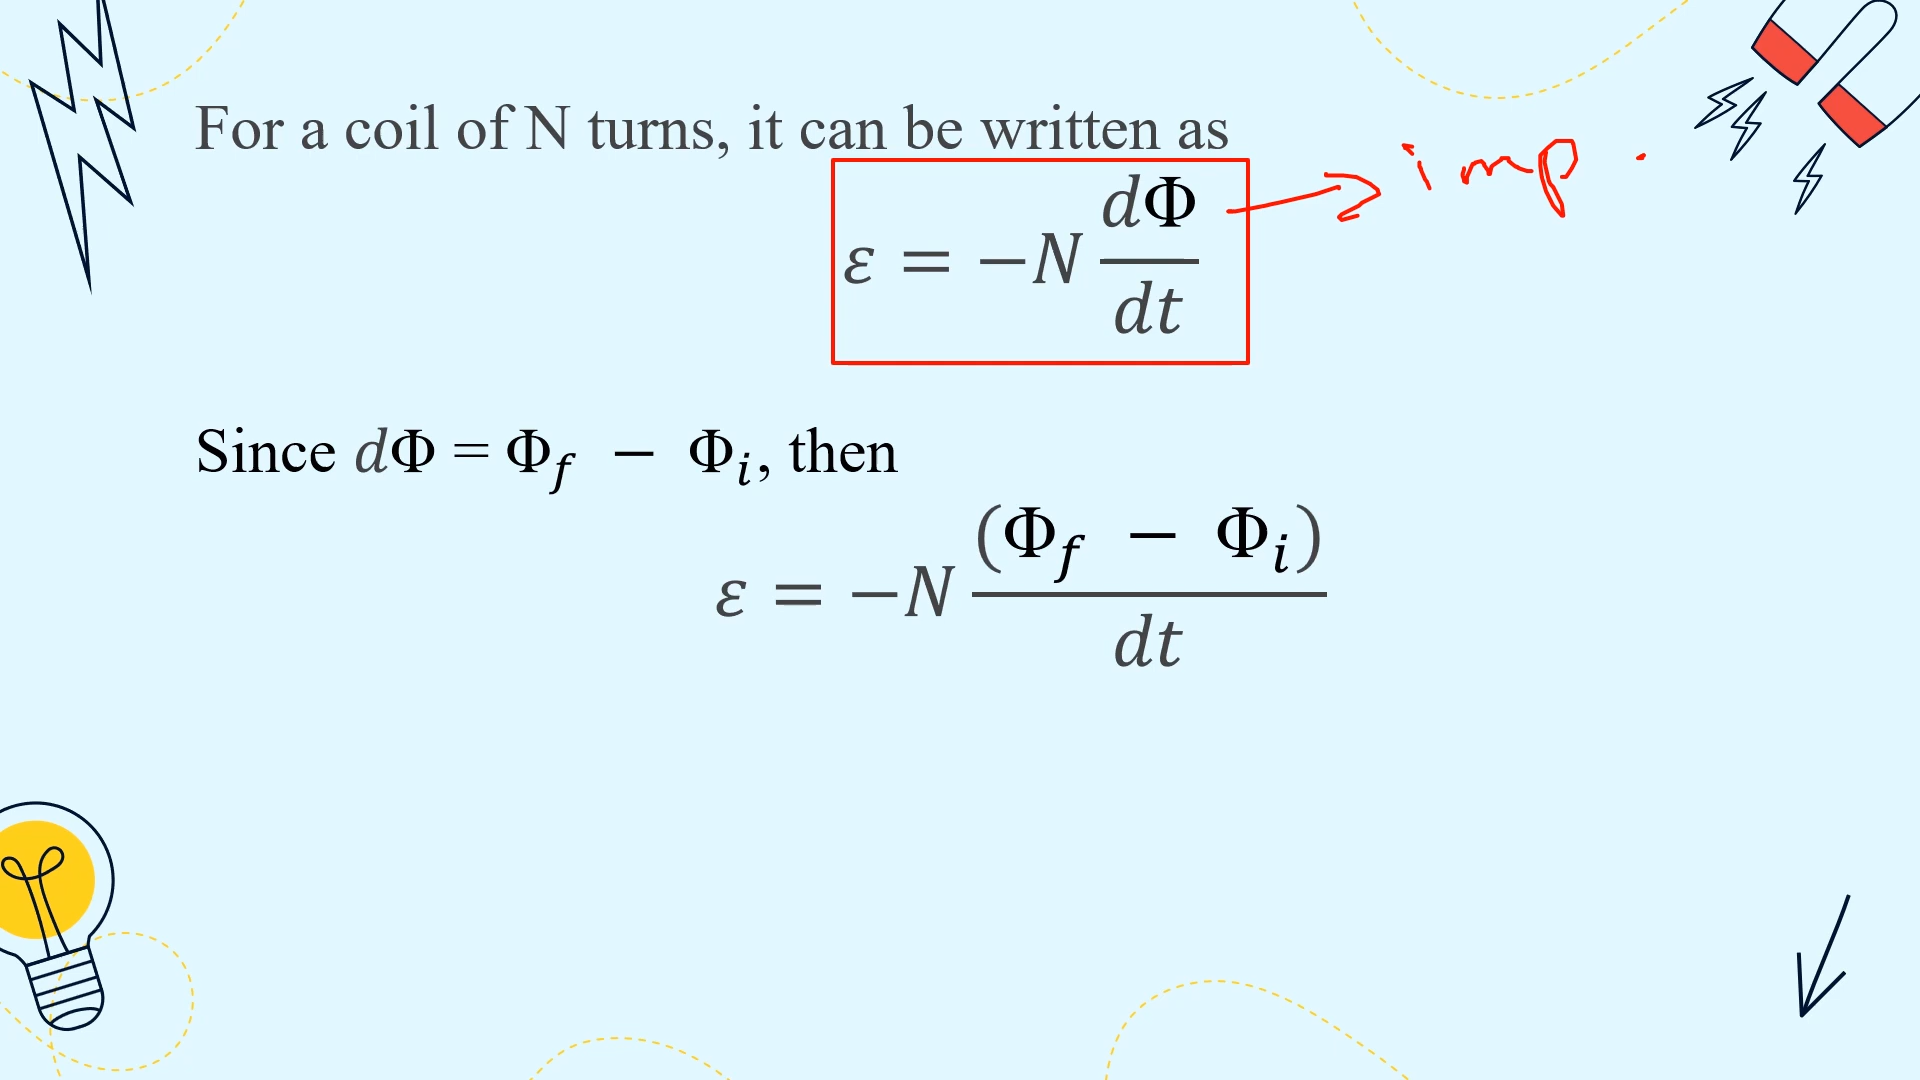 For a coil of N turns, it can be written as
ε = −N dΦ/dt
imp.
Since dΦ = Φ_f − Φ_i, then
ε = −N (Φ_f − Φ_i)/dt